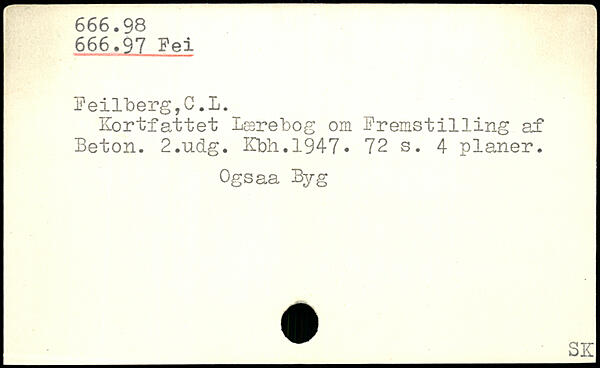 666.98
666.97 Fei
Feilberg,C.L.
Kortfattet Lærebog om Fremstilling af
Beton. 2.udg. Kbh.1947. 72 s. 4 planer.
Ogsaa Byg
SK